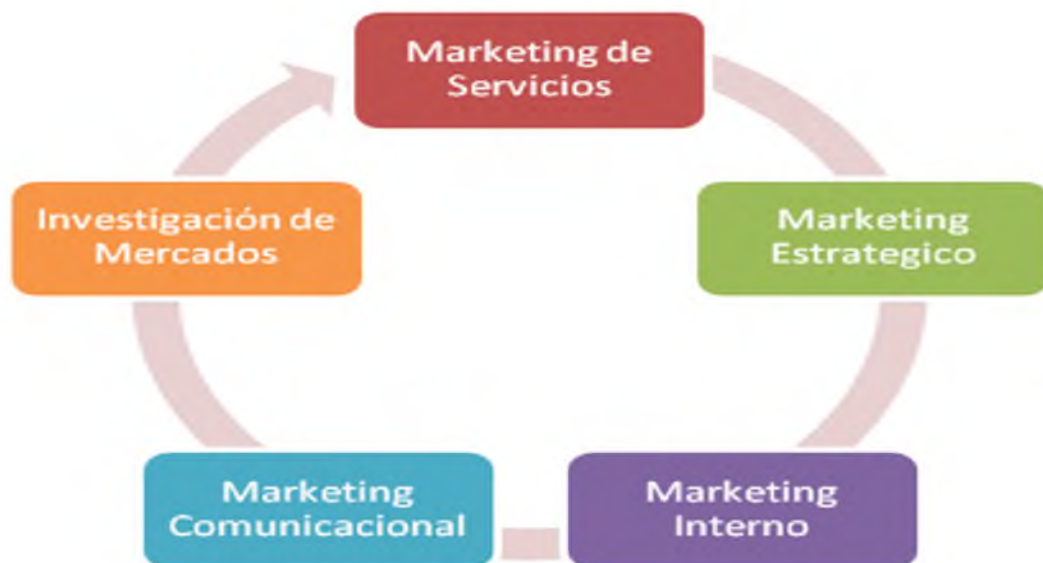 Marketing de
Servicios
Marketing
Estrategico
Marketing
Interno
Marketing
Comunicacional
Investigación de
Mercados